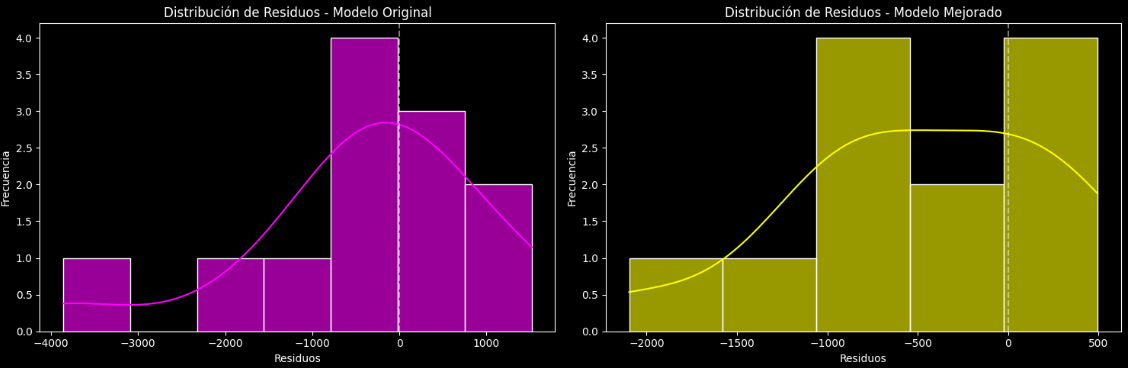 Distribución de Residuos - Modelo Original
4.0
3.5
3.0
2.5
2.0
1.5
1.0
0.5
0.0
Frecuencia
−4000 −3000 −2000 −1000 0 1000
Residuos
Distribución de Residuos - Modelo Mejorado
4.0
3.5
3.0
2.5
2.0
1.5
1.0
0.5
0.0
Frecuencia
−2000 −1500 −1000 −500 0 500
Residuos